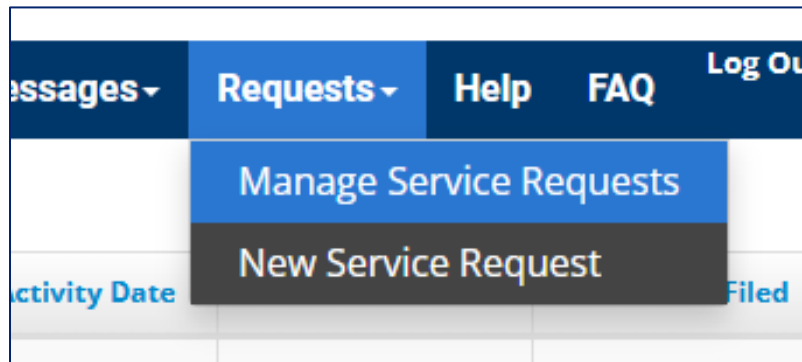 essages
Requests
Help
FAQ
Log Ou
Manage Service Requests
New Service Request
ctivity Date
Filed